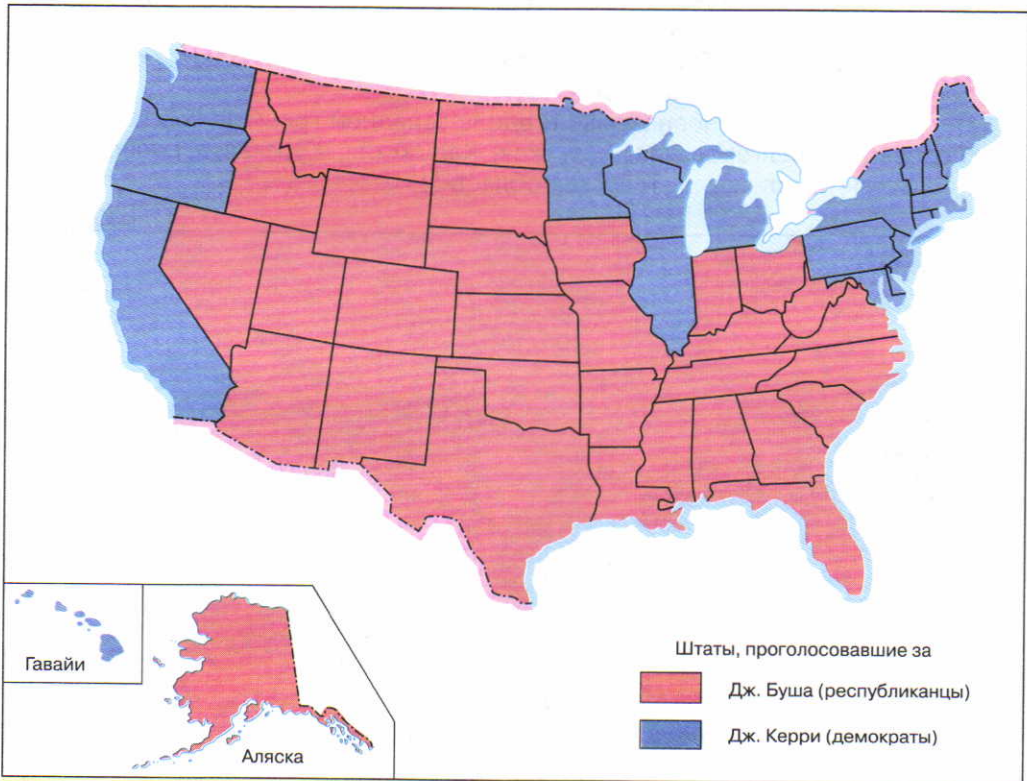 Гавайи
Аляска
Штаты, проголосовавшие за
Дж. Буша (республиканцы)
Дж. Керри (демократы)